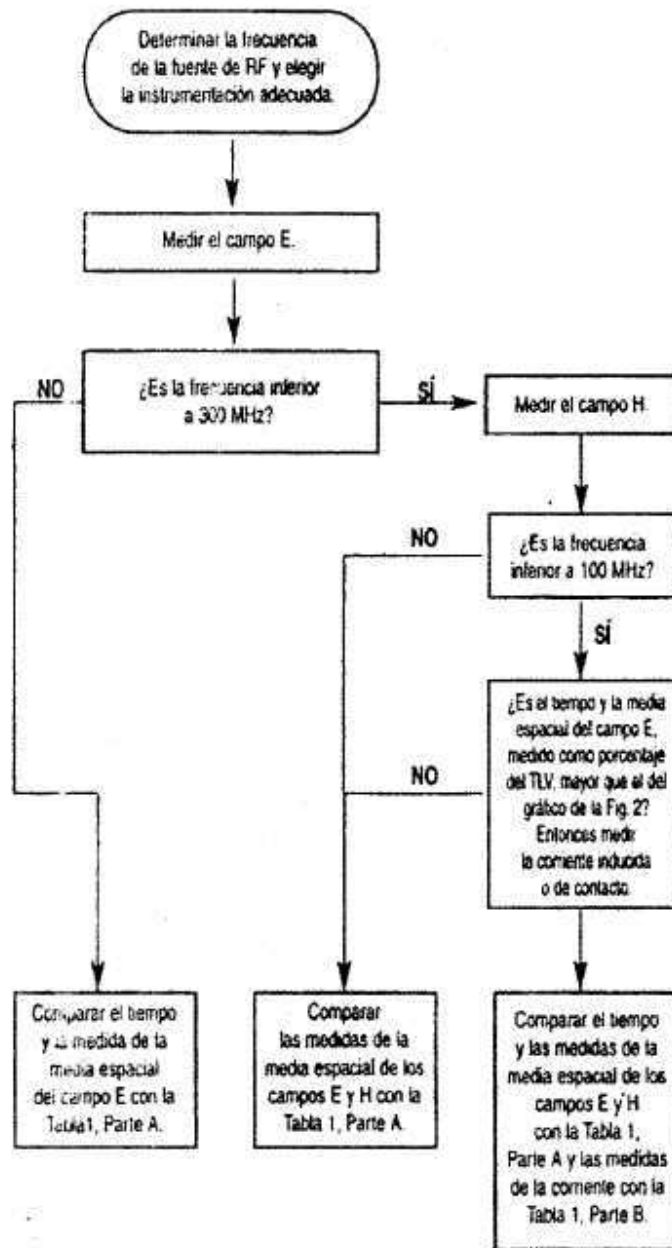 Determinar la frecuencia
de la fuente de RF y elegir
la instrumentación adecuada.
Medir el campo E.
¿Es la frecuencia inferior
a 300 MHz?
NO
SÍ
Medir el campo H.
¿Es la frecuencia
inferior a 100 MHz?
NO
SÍ
¿Es el tiempo y la media
espacial del campo E,
medido como porcentaje
del TLV, mayor que el del
gráfico de la Fig. 2?
Entonces medir
la corriente inducida
o de contacto.
NO
Comparar el tiempo
y la medida de la
media espacial
del campo E con la
Tabla1, Parte A.
Comparar
las medidas de la
media espacial de los
campos E y H con la
Tabla 1, Parte A.
Comparar el tiempo
y las medidas de la
media espacial de los
campos E y H
con la Tabla 1,
Parte A y las medidas
de la corriente con la
Tabla 1, Parte B.